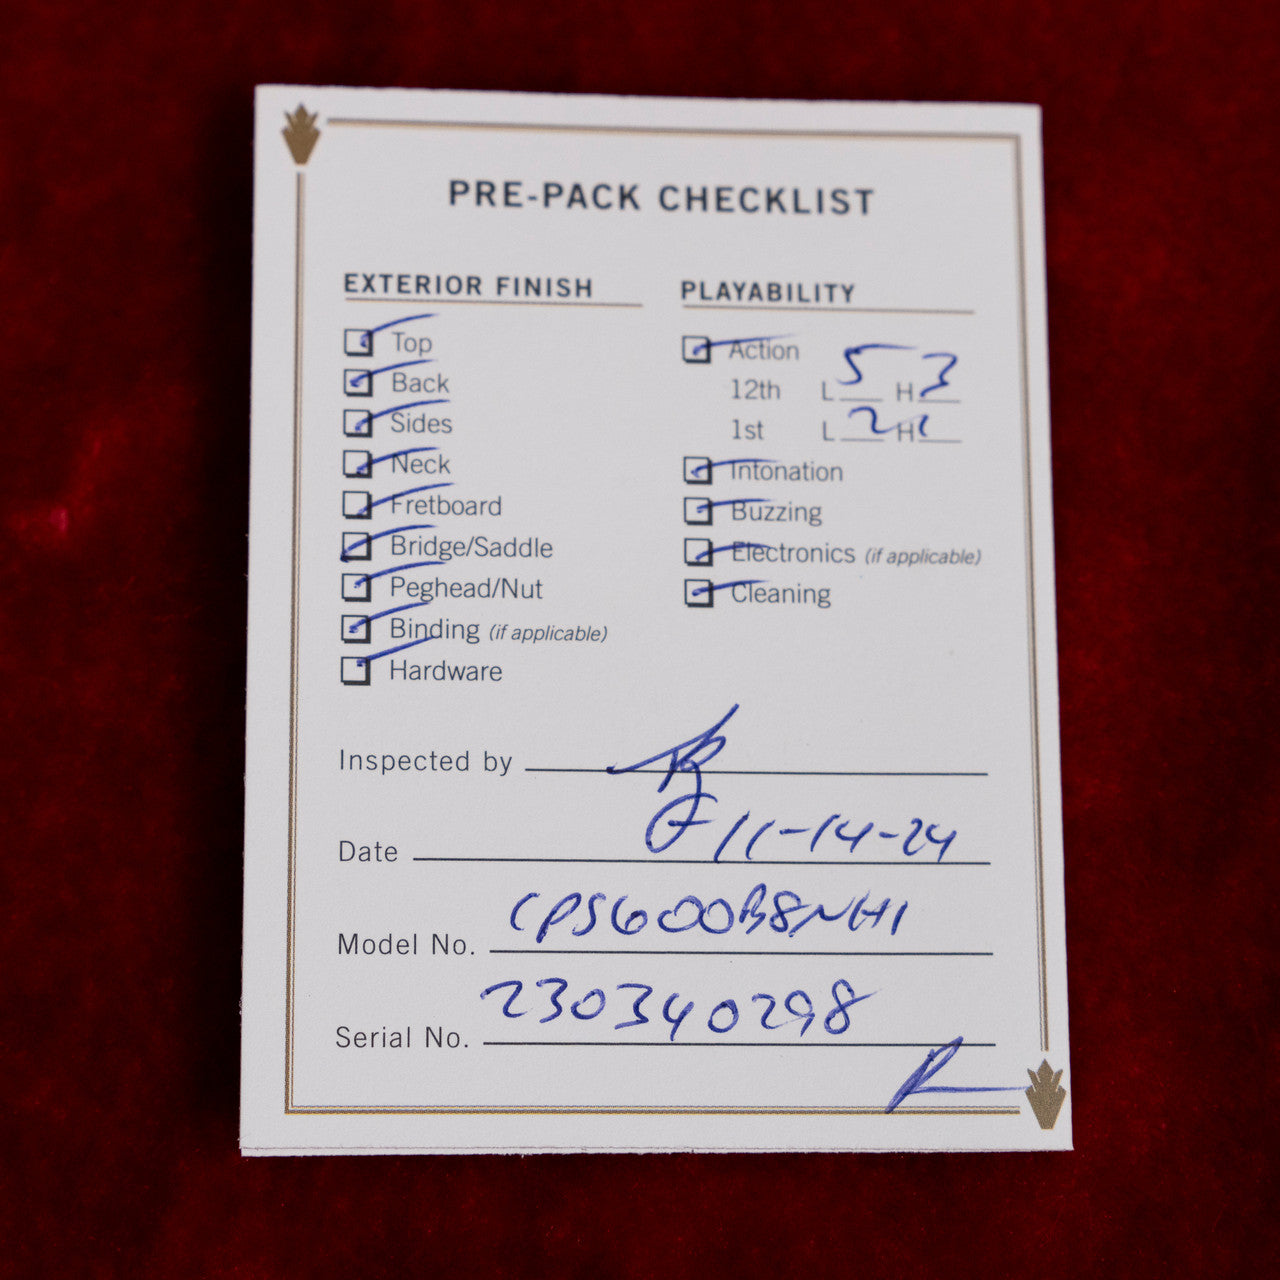 PRE-PACK CHECKLIST
EXTERIOR FINISH
Top
Back
Sides
Neck
Fretboard
Bridge/Saddle
Peghead/Nut
Binding (if applicable)
Hardware
PLAYABILITY
Action
12th L 5 H 3
1st L 2 H 1
Intonation
Buzzing
Electronics (if applicable)
Cleaning
Inspected by
Date 11-14-24
Model No. CPS600B8NH1
Serial No. 230340298